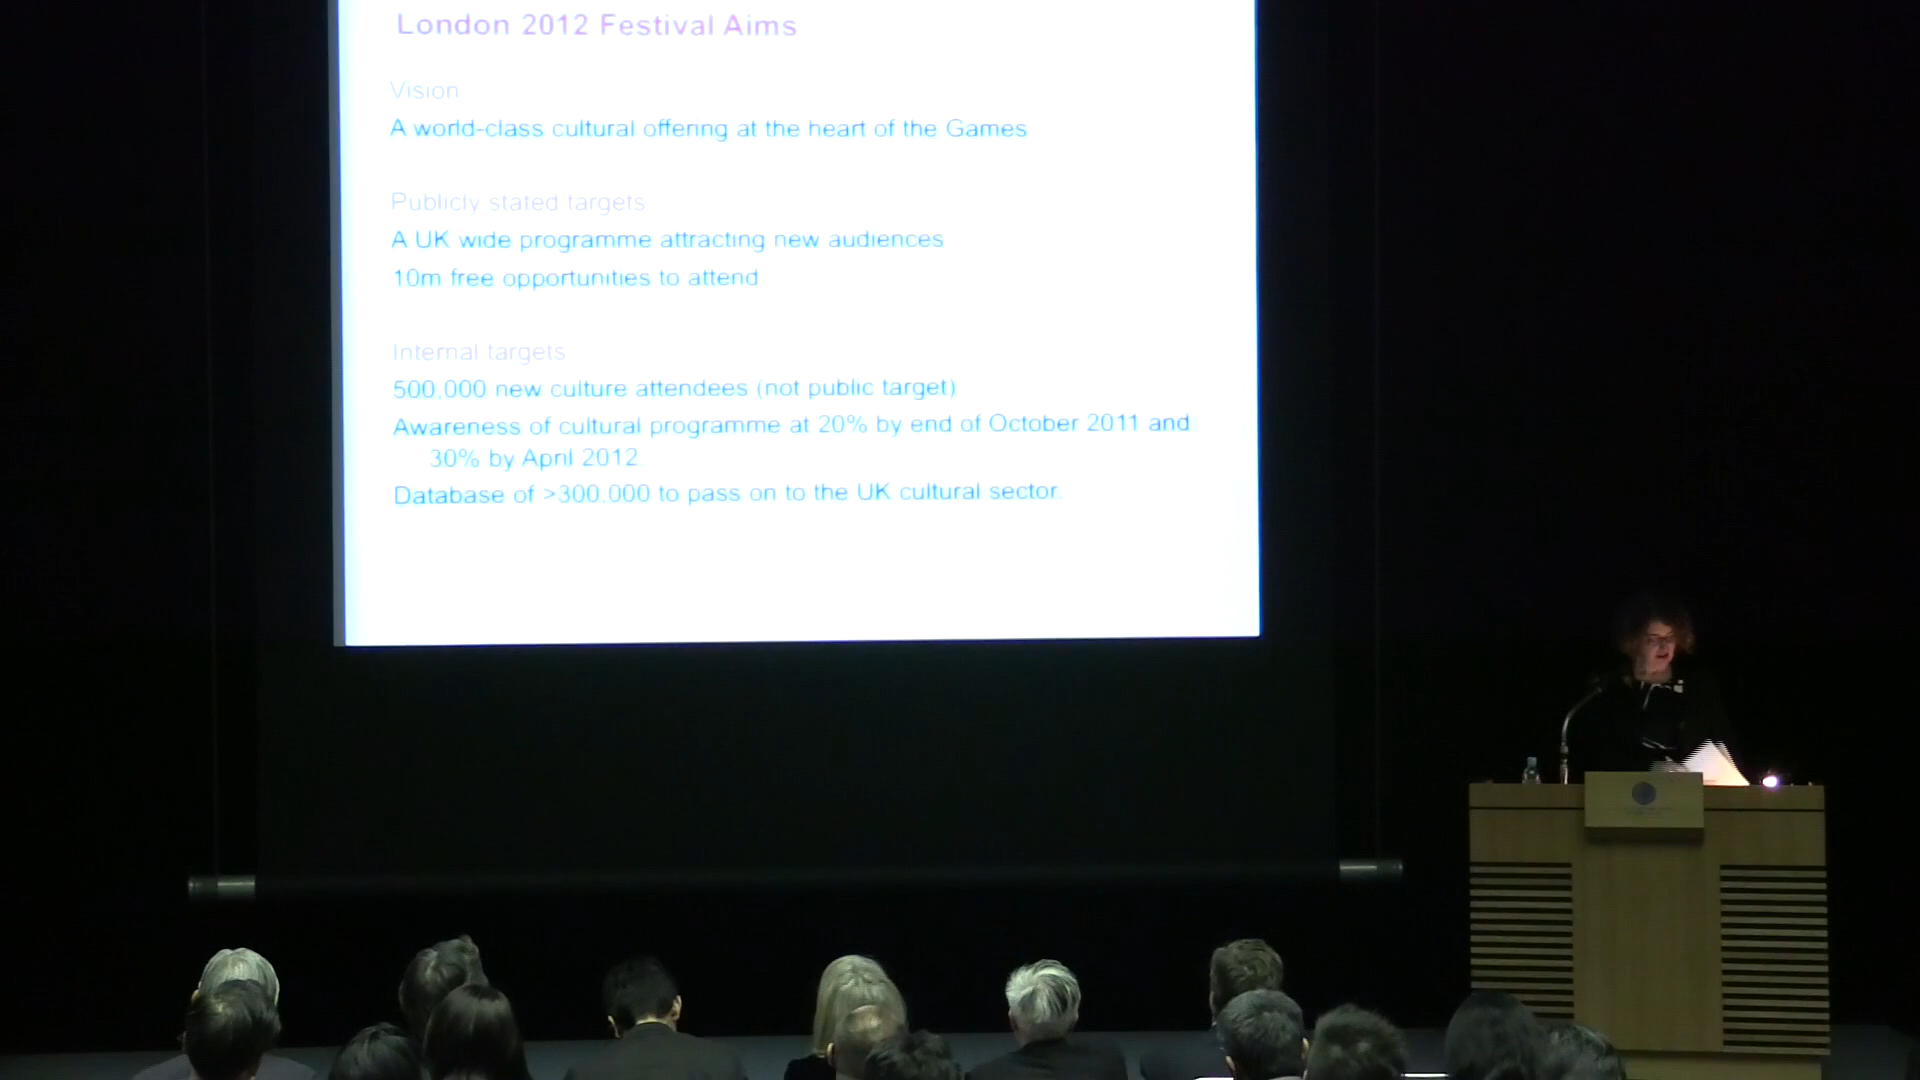 London 2012 Festival Aims
Vision
A world-class cultural offering at the heart of the Games
Publicly stated targets
A UK wide programme attracting new audiences
10m free opportunities to attend
Internal targets
500,000 new culture attendees (not public target)
Awareness of cultural programme at 20% by end of October 2011 and
30% by April 2012.
Database of >300,000 to pass on to the UK cultural sector.